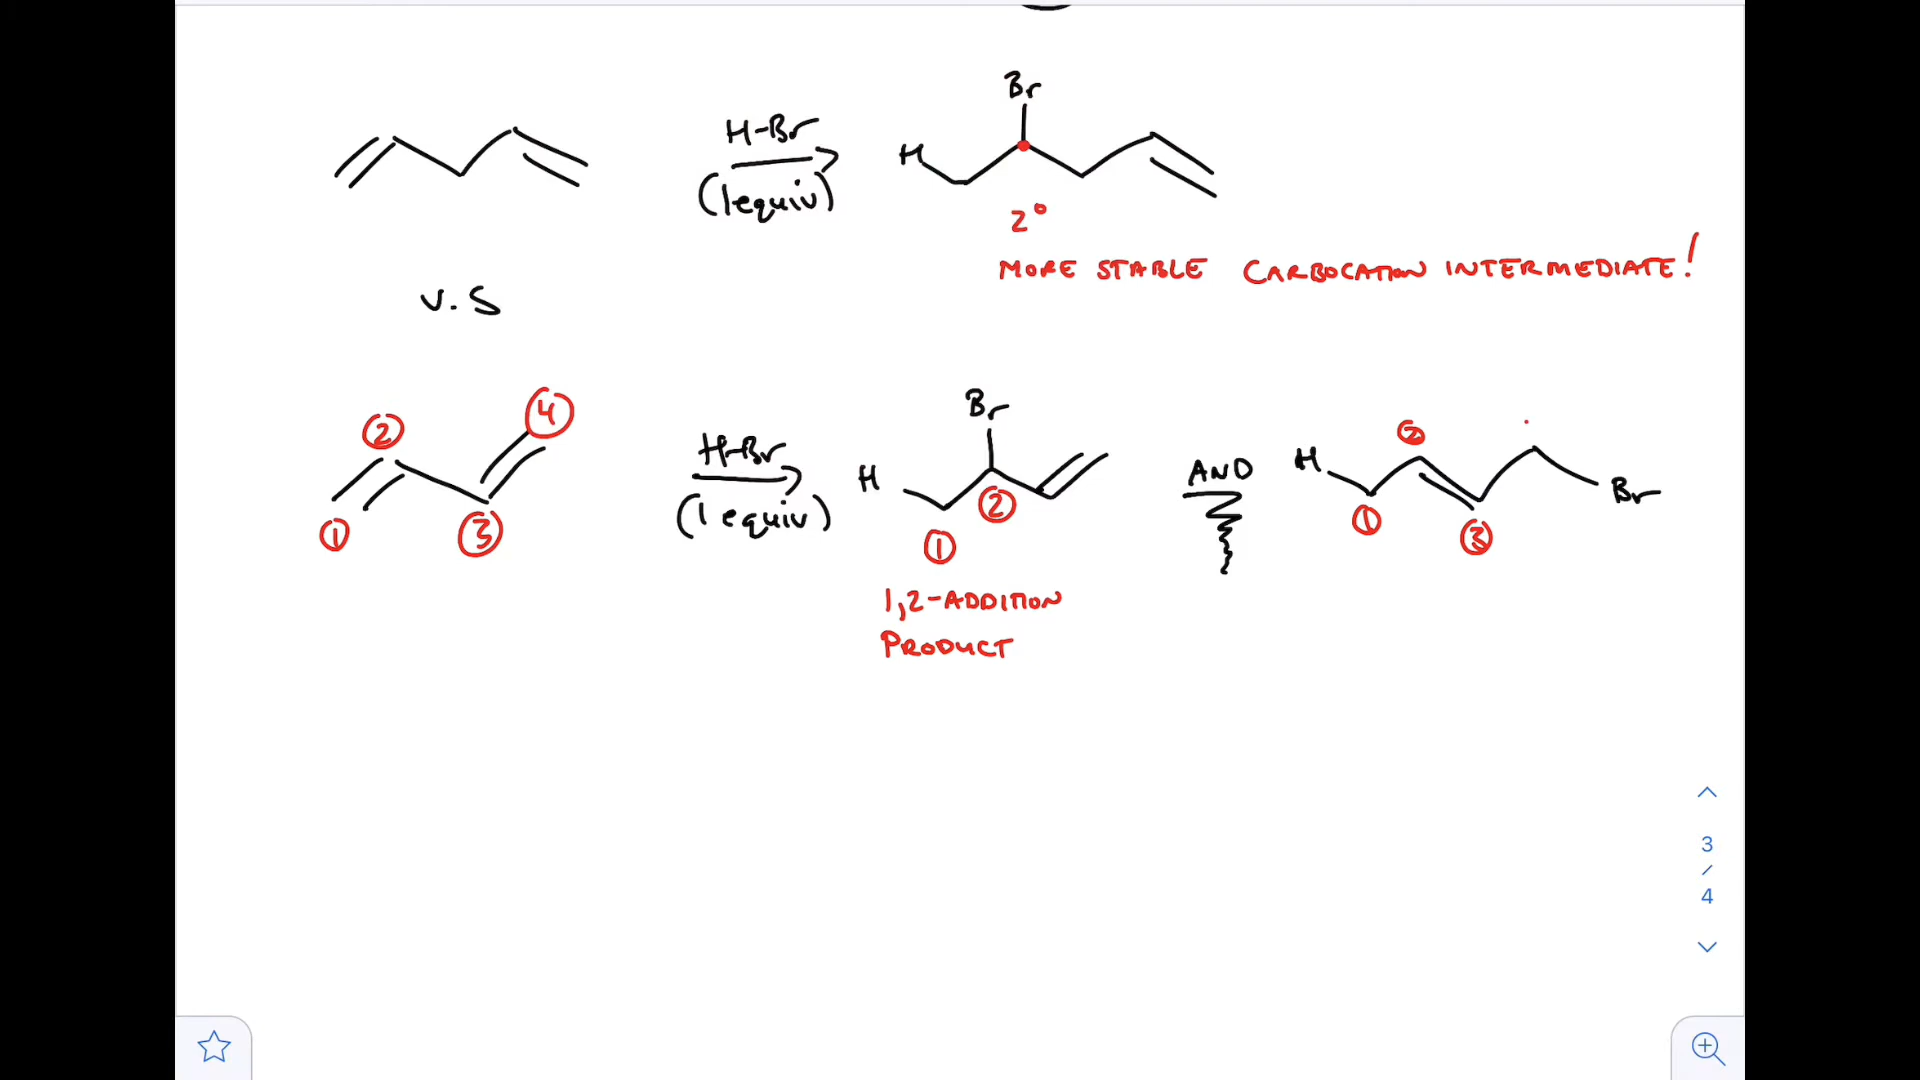 Br
H-Br
H
(1equiv)
2°
MORE STABLE CARBOCATION INTERMEDIATE!
v.s
4
2
Br
2
H-Br
H
AND
H
Br
(1 equiv)
2
1
3
1
1
3
1,2-ADDITION
PRODUCT
3
/
4